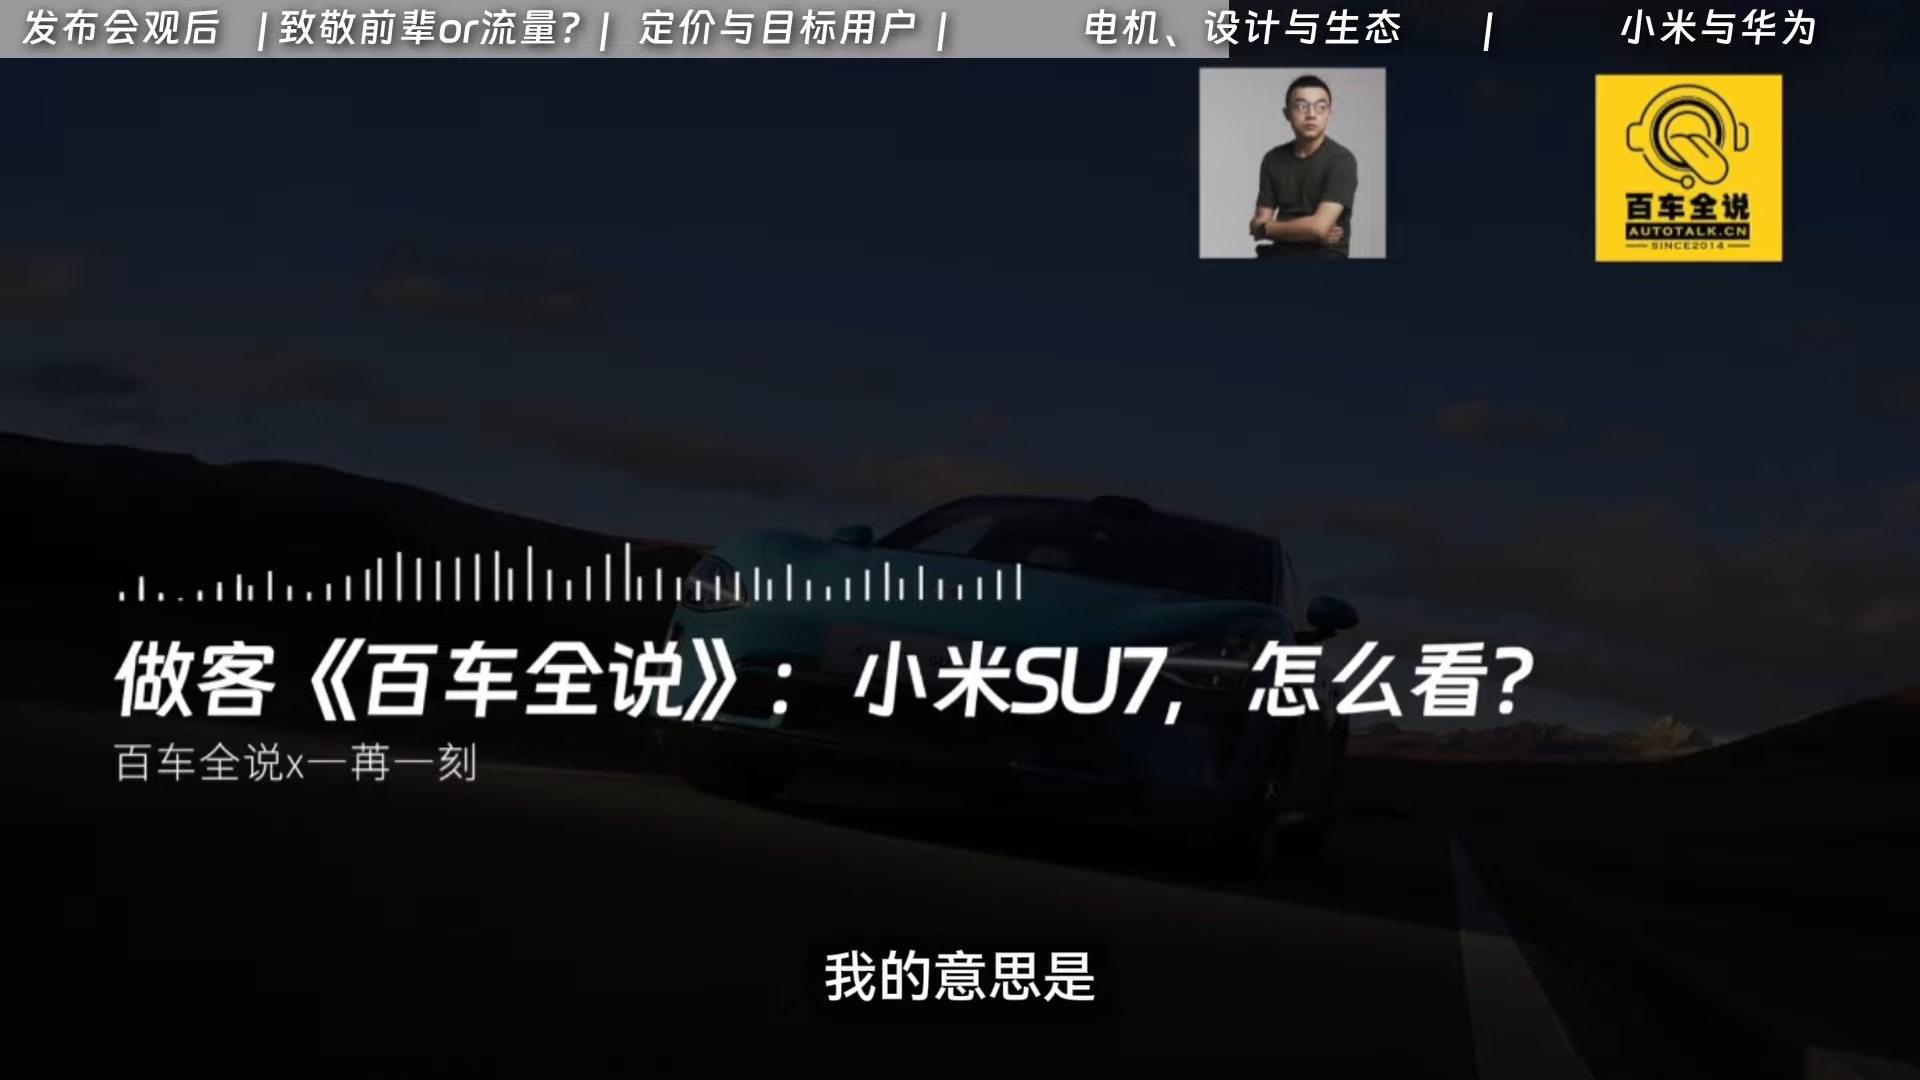 发布会观后 | 致敬前辈or流量? | 定价与目标用户 | 电机、设计与生态 | 小米与华为
百车全说
AUTOTALK.CN
SINCE2014
做客《百车全说》：小米SU7，怎么看?
百车全说x一苒一刻
我的意思是